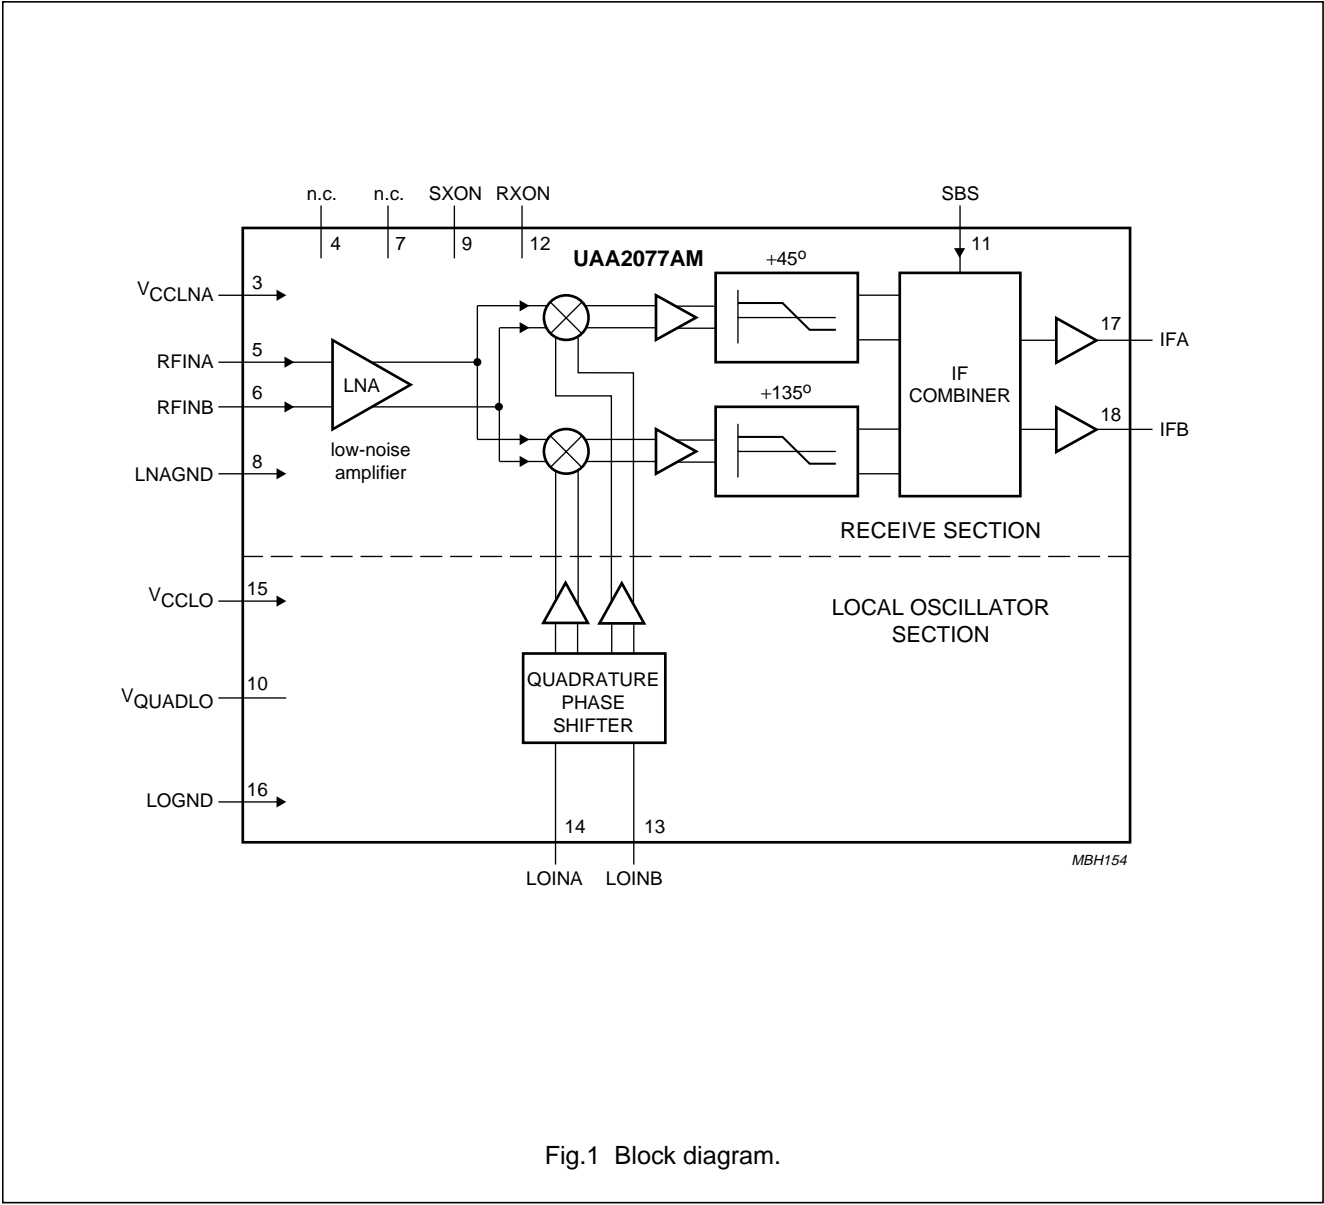 n.c. n.c. SXON RXON SBS
4 7 9 12 11
UAA2077AM
+45o
VCCLNA 3
17 IFA
RFINA 5
LNA
IF
COMBINER
+135o
RFINB 6
18 IFB
low-noise
amplifier
LNAGND 8
RECEIVE SECTION
VCCLO 15
LOCAL OSCILLATOR
SECTION
VQUADLO 10
QUADRATURE
PHASE
SHIFTER
LOGND 16
14 13
LOINA LOINB
MBH154
Fig.1 Block diagram.